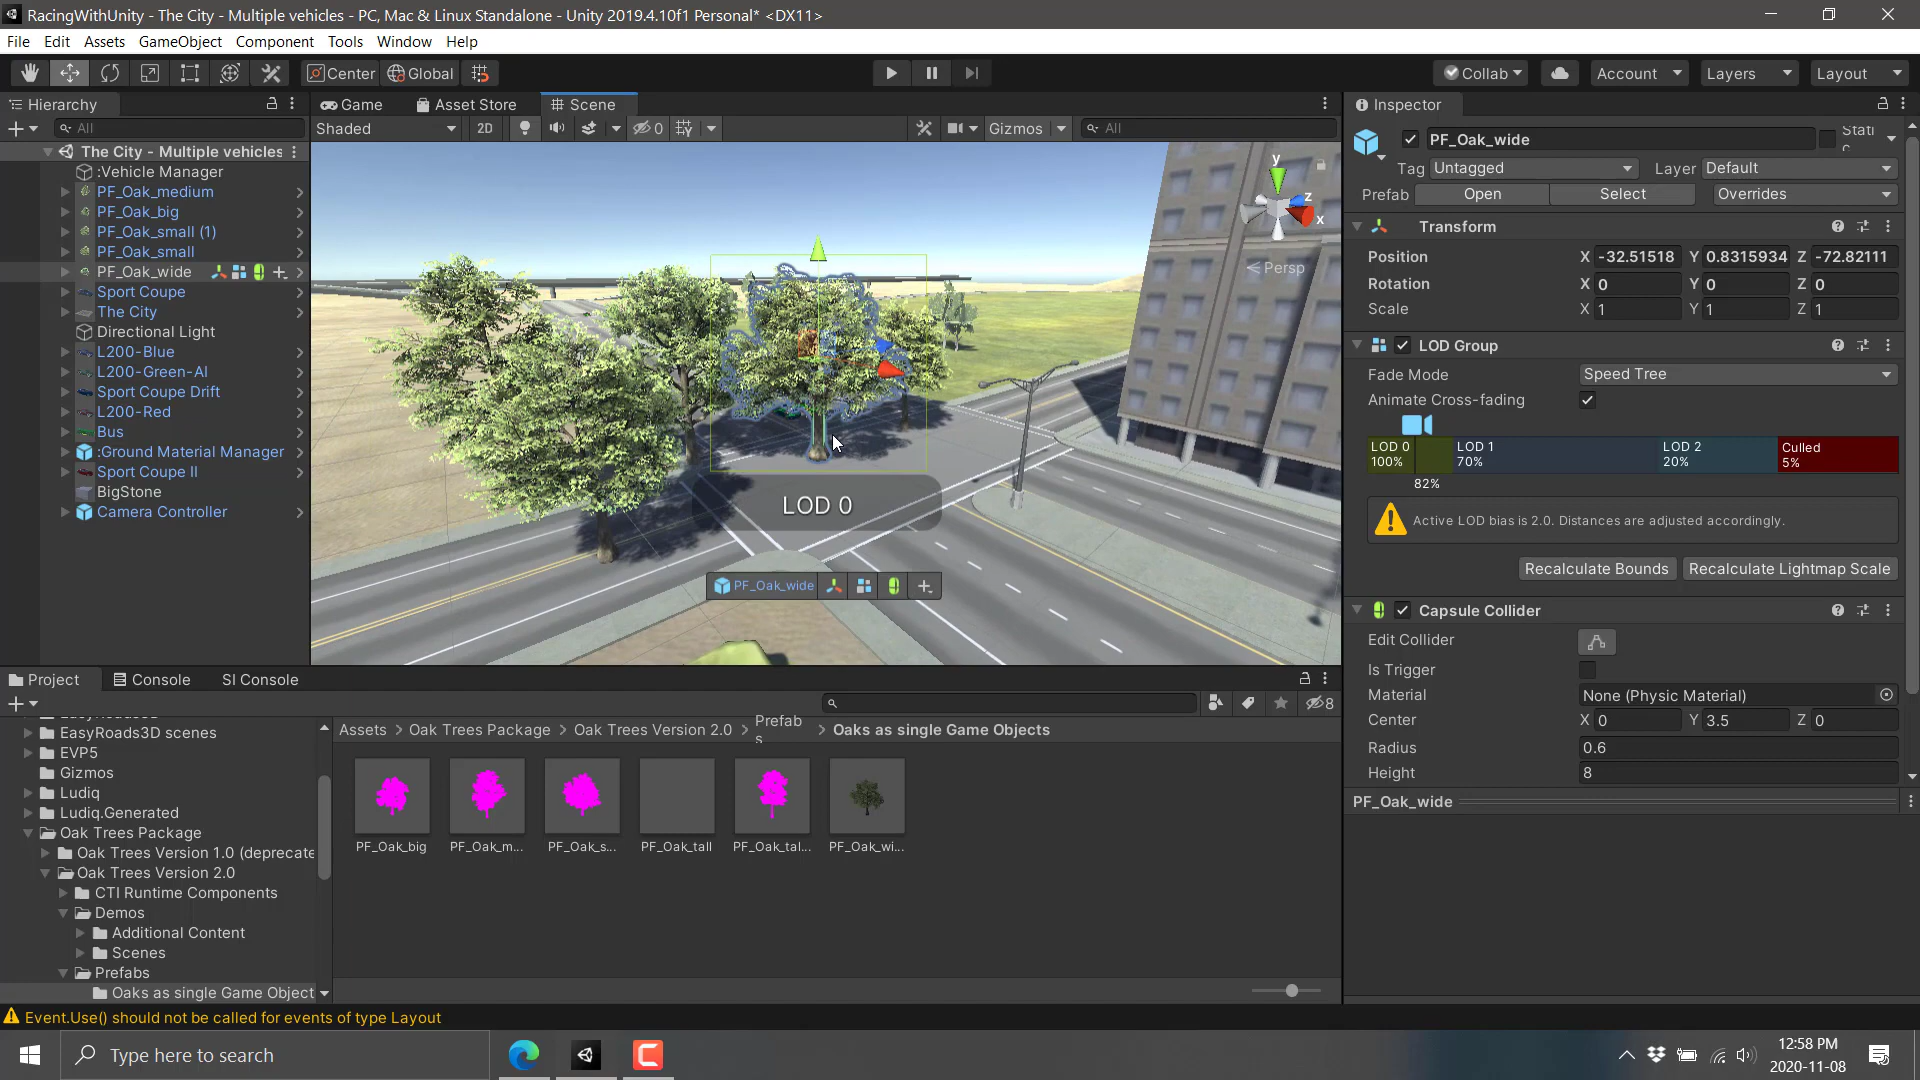 RacingWithUnity - The City - Multiple vehicles - PC, Mac & Linux Standalone - Unity 2019.4.10f1 Personal* <DX11>
File Edit Assets GameObject Component Tools Window Help
Center Global Collab Account Layers Layout
Hierarchy
All
The City - Multiple vehicles
:Vehicle Manager
PF_Oak_medium
PF_Oak_big
PF_Oak_small (1)
PF_Oak_small
PF_Oak_wide
Sport Coupe
The City
Directional Light
L200-Blue
L200-Green-AI
Sport Coupe Drift
L200-Red
Bus
:Ground Material Manager
Sport Coupe II
BigStone
Camera Controller
Game Asset Store Scene
Shaded 2D 0 Gizmos All
y
z
x
Persp
LOD 0
PF_Oak_wide
Inspector
PF_Oak_wide Stati
c
Tag Untagged Layer Default
Prefab Open Select Overrides
Transform
Position X -32.51518 Y 0.8315934 Z -72.82111
Rotation X 0 Y 0 Z 0
Scale X 1 Y 1 Z 1
LOD Group
Fade Mode Speed Tree
Animate Cross-fading
LOD 0 LOD 1 LOD 2 Culled
100% 70% 20% 5%
82%
Active LOD bias is 2.0. Distances are adjusted accordingly.
Recalculate Bounds Recalculate Lightmap Scale
Capsule Collider
Edit Collider
Is Trigger
Material None (Physic Material)
Center X 0 Y 3.5 Z 0
Radius 0.6
Height 8
PF_Oak_wide
Project Console SI Console
8
EasyRoads3D scenes
EVP5
Gizmos
Ludiq
Ludiq.Generated
Oak Trees Package
Oak Trees Version 1.0 (deprecate
Oak Trees Version 2.0
CTI Runtime Components
Demos
Additional Content
Scenes
Prefabs
Oaks as single Game Object
Assets > Oak Trees Package > Oak Trees Version 2.0 > Prefab
s > Oaks as single Game Objects
PF_Oak_big PF_Oak_m... PF_Oak_s... PF_Oak_tall PF_Oak_tal... PF_Oak_wi...
Event.Use() should not be called for events of type Layout
Type here to search
12:58 PM
2020-11-08